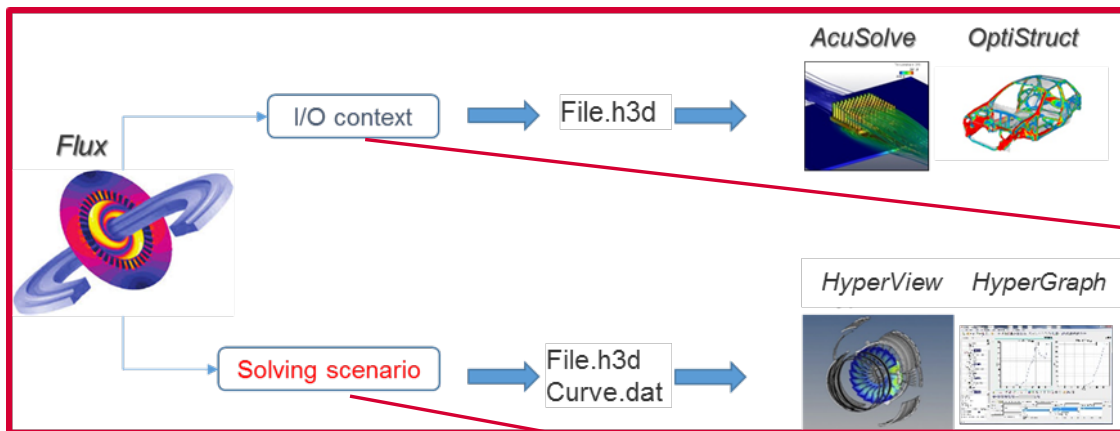 AcuSolve OptiStruct
I/O context
File.h3d
Flux
HyperView HyperGraph
Solving scenario
File.h3d
Curve.dat